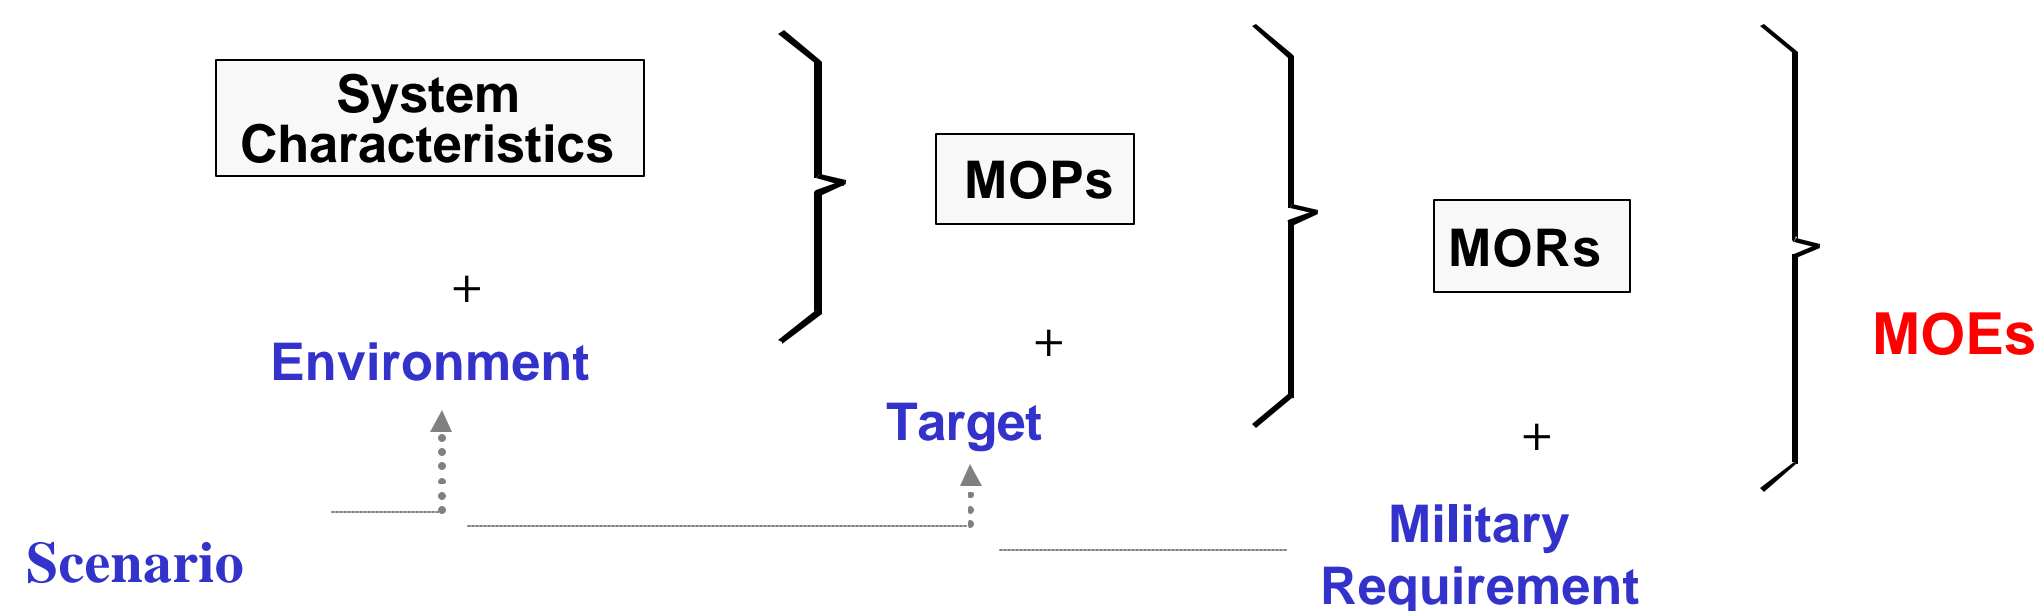 System
Characteristics
+
Environment
MOPs
+
Target
MORs
+
Military
Requirement
MOEs
Scenario